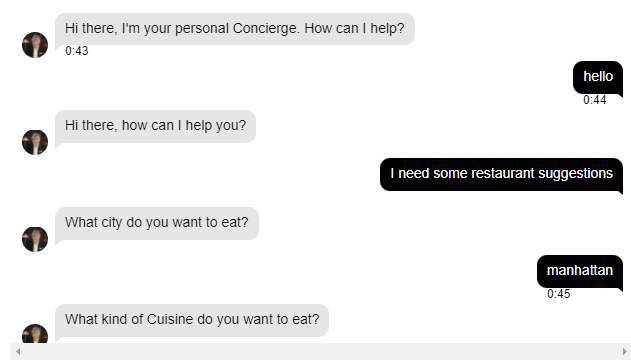 Hi there, I'm your personal Concierge. How can I help?
0:43
hello
0:44
Hi there, how can I help you?
I need some restaurant suggestions
What city do you want to eat?
manhattan
0:45
What kind of Cuisine do you want to eat?